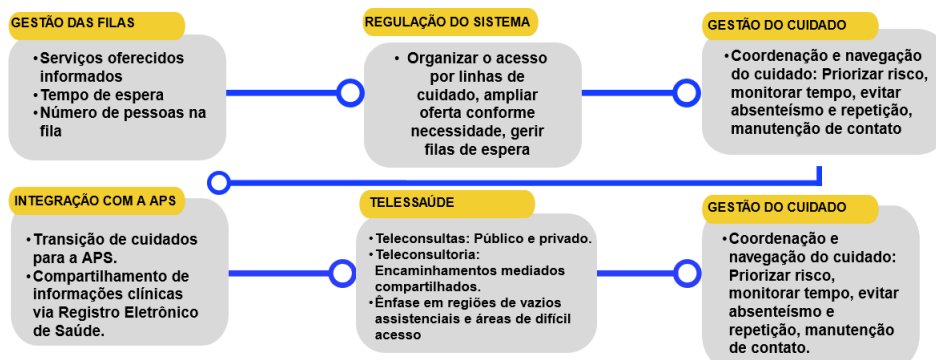 GESTÃO DAS FILAS
• Serviços oferecidos
informados
• Tempo de espera
• Número de pessoas na
fila
REGULAÇÃO DO SISTEMA
• Organizar o acesso
por linhas de
cuidado, ampliar
oferta conforme
necessidade, gerir
filas de espera
GESTÃO DO CUIDADO
• Coordenação e navegação
do cuidado: Priorizar risco,
monitorar tempo, evitar
absenteísmo e repetição,
manutenção de contato
INTEGRAÇÃO COM A APS
• Transição de cuidados
para a APS.
• Compartilhamento de
informações clínicas
via Registro Eletrônico
de Saúde.
TELESSAÚDE
• Teleconsultas: Público e privado.
• Teleconsultoria:
Encaminhamentos mediados
compartilhados.
• Ênfase em regiões de vazios
assistenciais e áreas de difícil
acesso
GESTÃO DO CUIDADO
• Coordenação e
navegação do cuidado:
Priorizar risco,
monitorar tempo, evitar
absenteísmo e
repetição, manutenção
de contato.